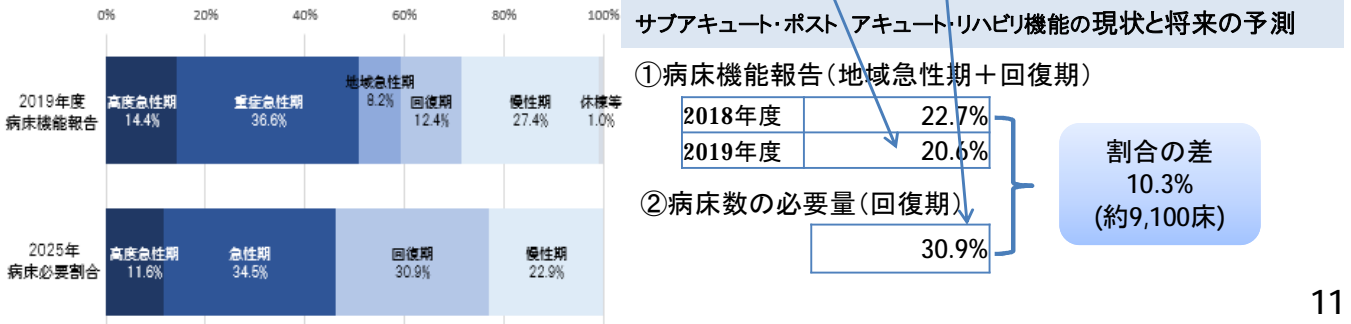 0% 20% 40% 60% 80% 100%
2019年度
病床機能報告
高度急性期
14.4%
重症急性期
36.6%
地域急性期
8.2%
回復期
12.4%
慢性期
27.4%
休棟等
1.0%
2025年
病床必要割合
高度急性期
11.6%
急性期
34.5%
回復期
30.9%
慢性期
22.9%
サブアキュート・ポスト アキュート・リハビリ機能の現状と将来の予測
①病床機能報告(地域急性期+回復期)
2018年度 22.7%
2019年度 20.6%
②病床数の必要量(回復期)
30.9%
割合の差
10.3%
(約9,100床)
11